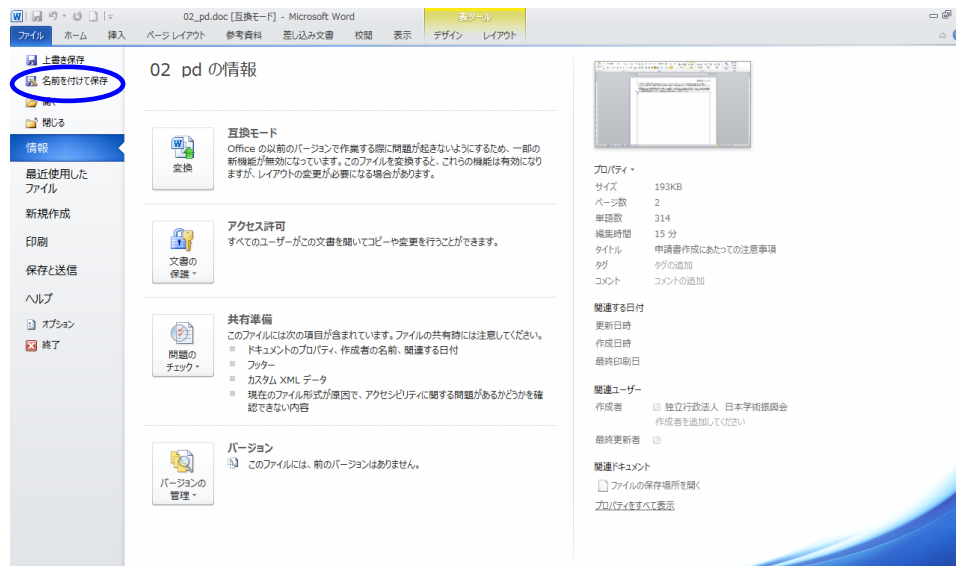 02_pd.doc [互換モード] - Microsoft Word
表ツール
ファイル ホーム 挿入 ページ レイアウト 参考資料 差し込み文書 校閲 表示 デザイン レイアウト
上書き保存
名前を付けて保存
開く
閉じる
情報
最近使用した
ファイル
新規作成
印刷
保存と送信
ヘルプ
オプション
終了
02 pd の情報
変換
互換モード
Office の以前のバージョンで作業する際に問題が起きないようにするため、一部の
新機能が無効になっています。このファイルを変換すると、これらの機能は有効になり
ますが、レイアウトの変更が必要になる場合があります。
文書の
保護
アクセス許可
すべてのユーザーがこの文書を開いてコピーや変更を行うことができます。
問題の
チェック
共有準備
このファイルには次の項目が含まれています。ファイルの共有時には注意してください。
ドキュメントのプロパティ、作成者の名前、関連する日付
フッター
カスタム XML データ
現在のファイル形式が原因で、アクセシビリティに関する問題があるかどうかを確
認できない内容
バージョンの
管理
バージョン
このファイルには、前のバージョンはありません。
プロパティ
サイズ 193KB
ページ数 2
単語数 314
編集時間 15 分
タイトル 申請書作成にあたっての注意事項
タグ タグの追加
コメント コメントの追加
関連する日付
更新日時
作成日時
最終印刷日
関連ユーザー
作成者 独立行政法人 日本学術振興会
作成者を追加してください
最終更新者
関連ドキュメント
ファイルの保存場所を開く
プロパティをすべて表示